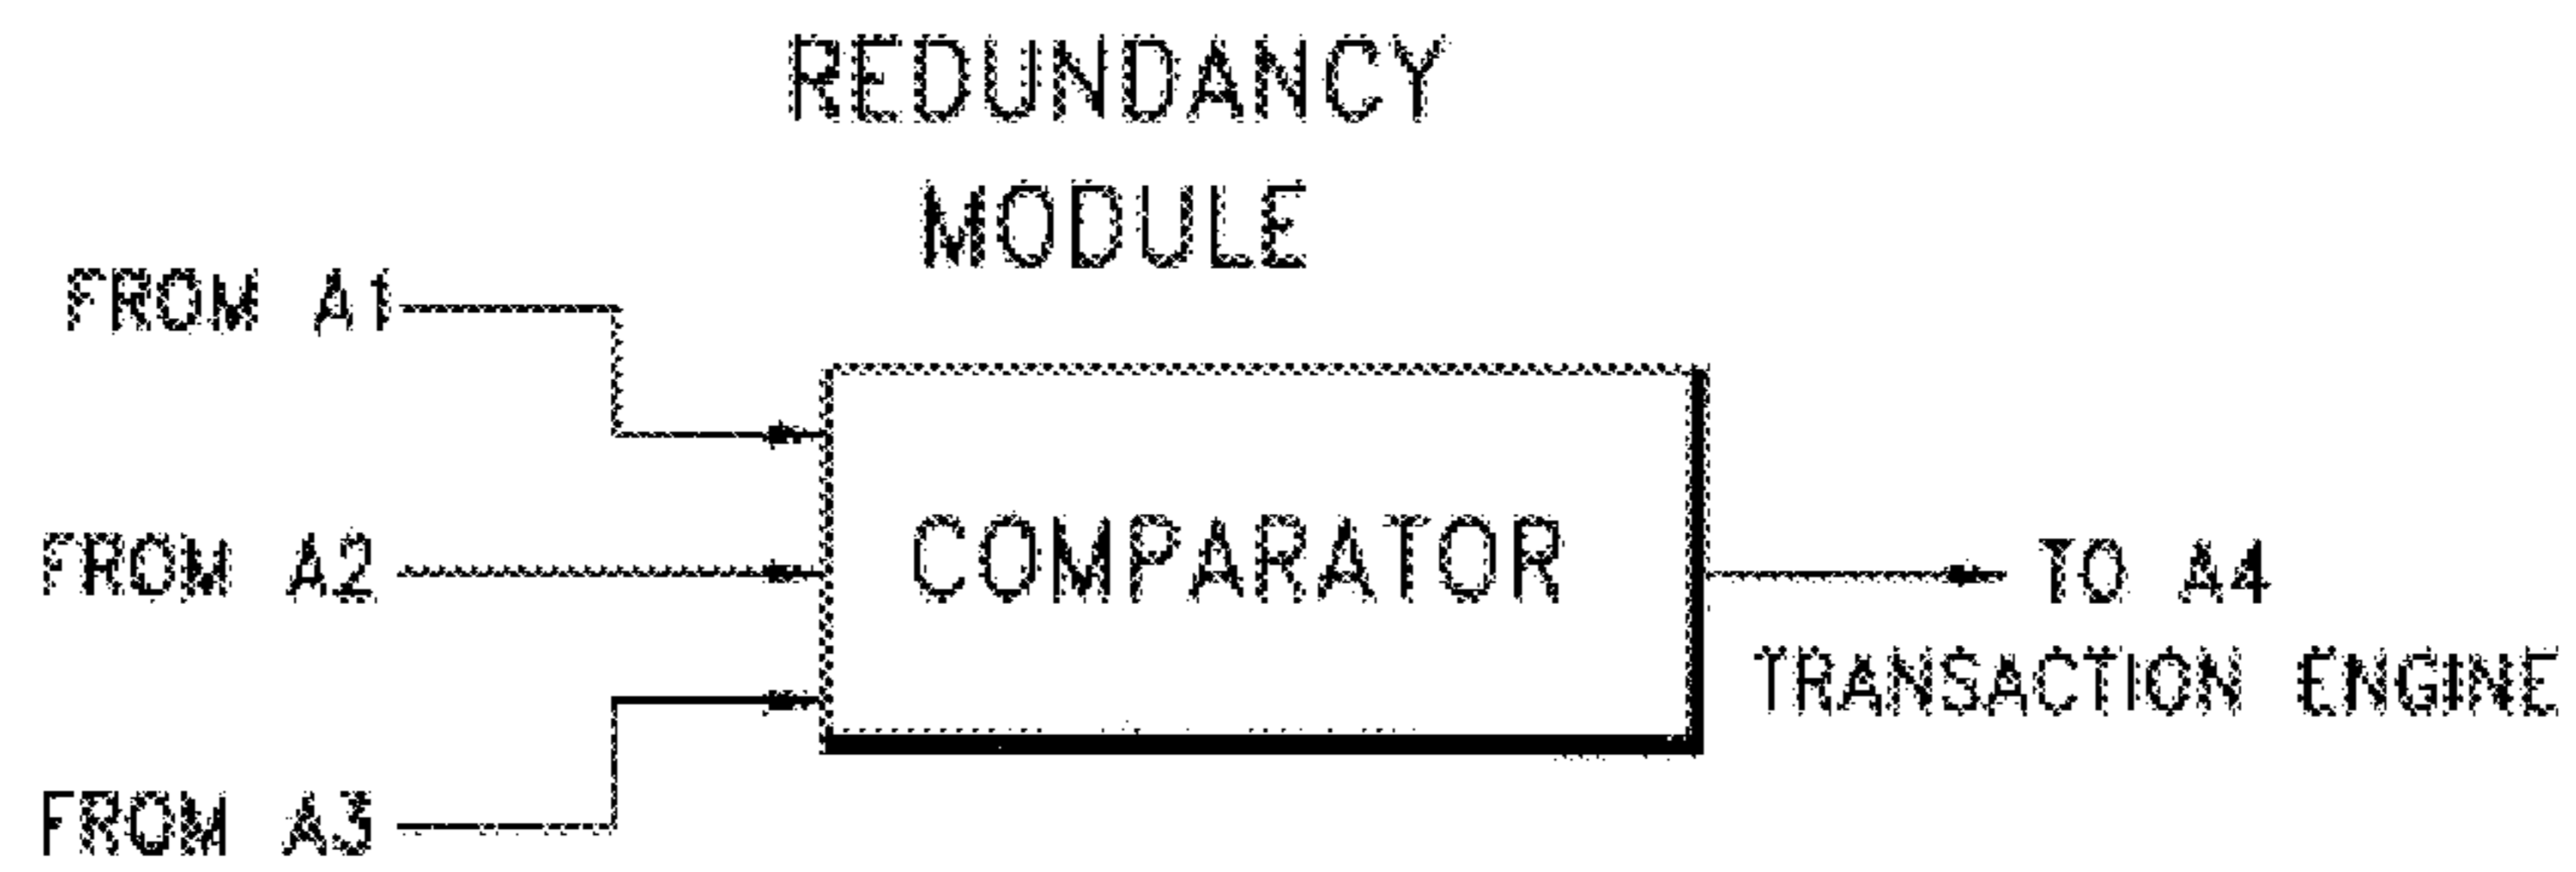 REDUNDANCY
MODULE
FROM A1
FROM A2
FROM A3
COMPARATOR
TO A4
TRANSACTION ENGINE